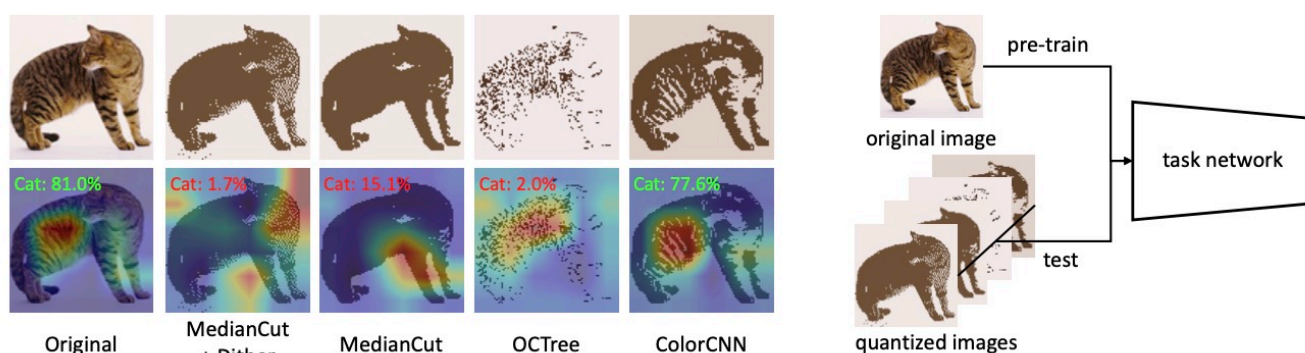 Cat: 81.0%
Cat: 1.7%
Cat: 15.1%
Cat: 2.0%
Cat: 77.6%
Original
MedianCut
MedianCut
OCTree
ColorCNN
pre-train
original image
task network
test
quantized images